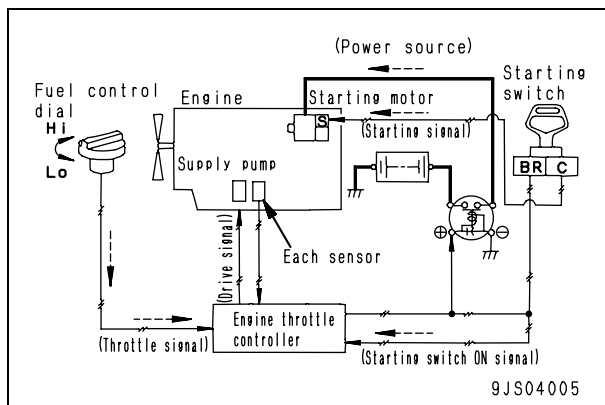 (Power source)
Starting
switch
Fuel control
dial
Hi
Lo
Engine
Starting motor
S
(Starting signal)
BR C
Supply pump
Each sensor
(Drive signal)
Engine throttle
controller
(Throttle signal)
(Starting switch ON signal)
9JS04005